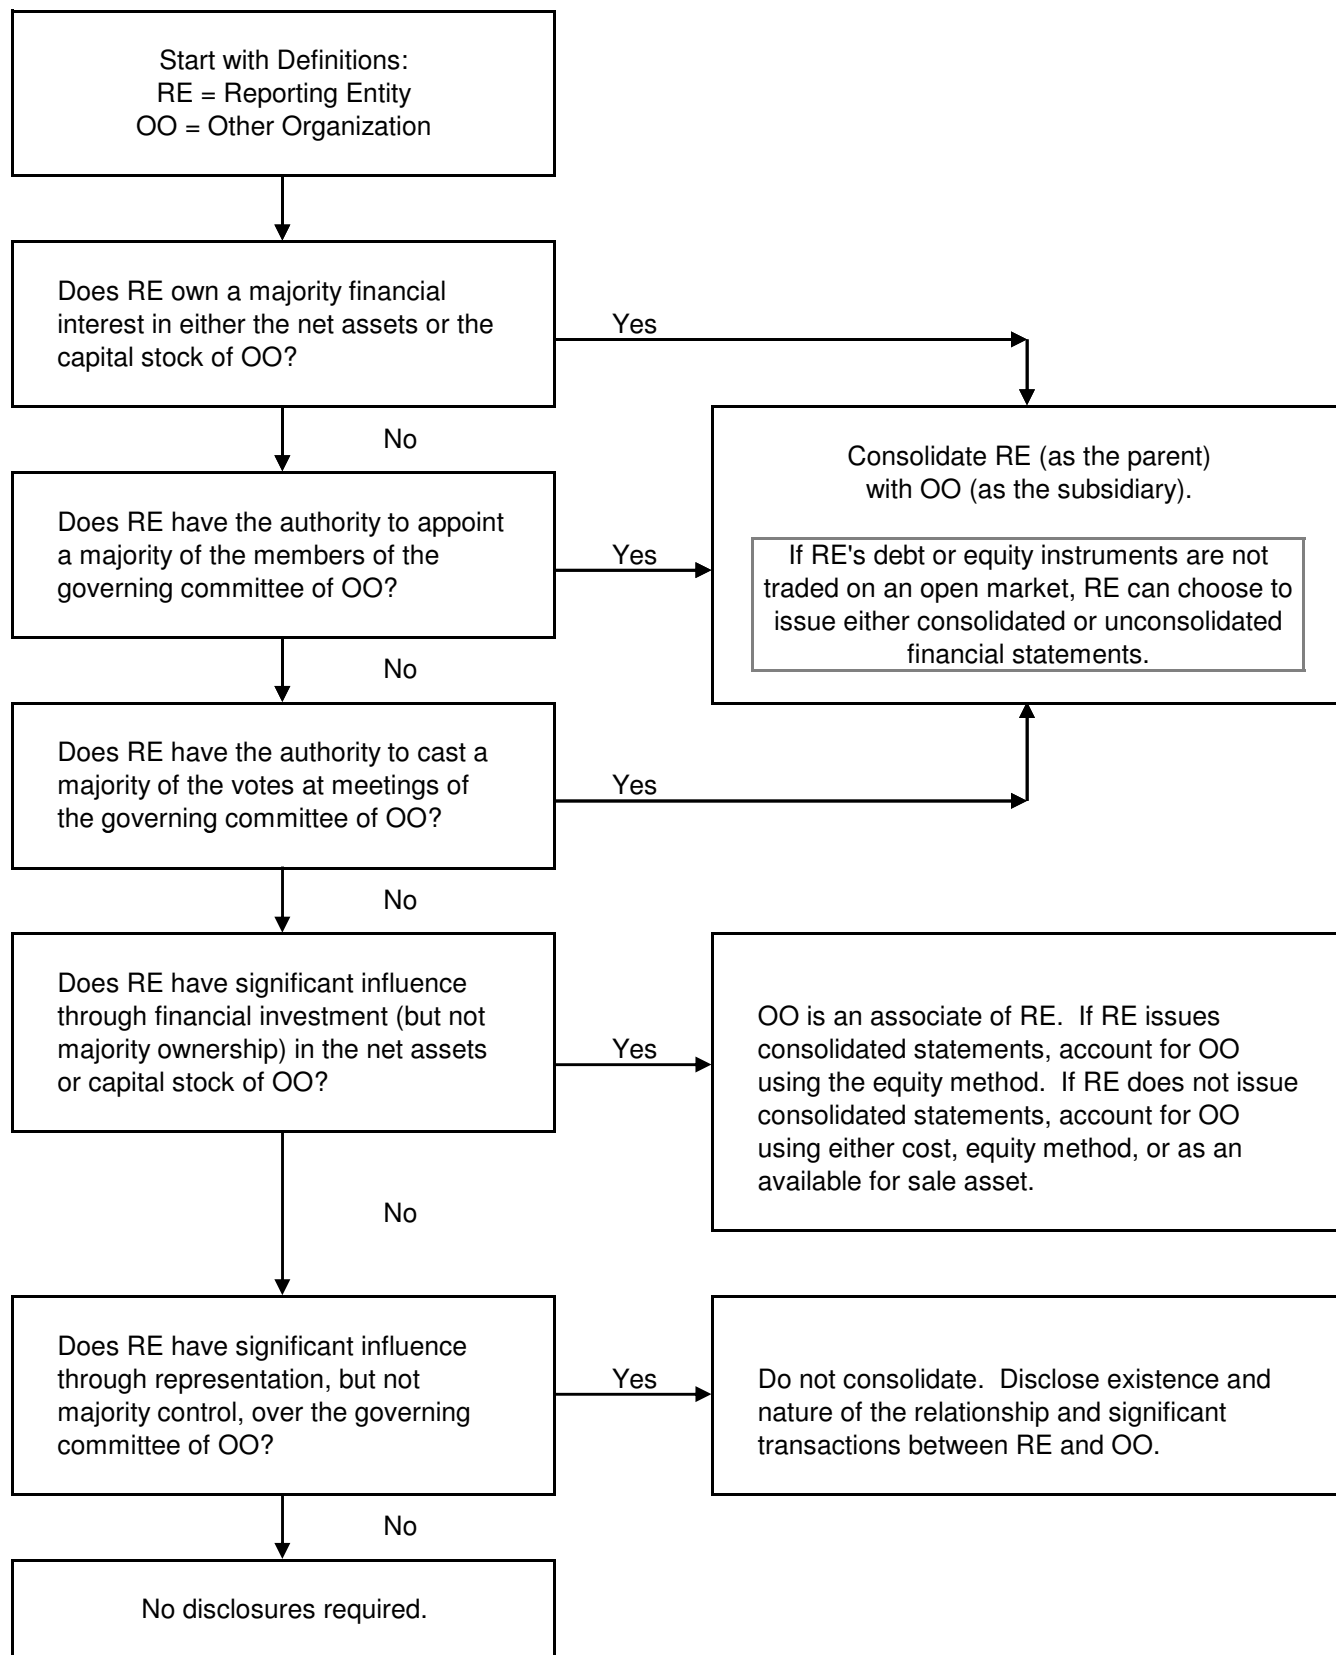 Start with Definitions:
RE = Reporting Entity
OO = Other Organization
Does RE own a majority financial
interest in either the net assets or the
capital stock of OO?
Yes
No
Consolidate RE (as the parent)
with OO (as the subsidiary).
If RE's debt or equity instruments are not
traded on an open market, RE can choose to
issue either consolidated or unconsolidated
financial statements.
Does RE have the authority to appoint
a majority of the members of the
governing committee of OO?
Yes
No
Does RE have the authority to cast a
majority of the votes at meetings of
the governing committee of OO?
Yes
No
Does RE have significant influence
through financial investment (but not
majority ownership) in the net assets
or capital stock of OO?
Yes
OO is an associate of RE.  If RE issues
consolidated statements, account for OO
using the equity method.  If RE does not issue
consolidated statements, account for OO
using either cost, equity method, or as an
available for sale asset.
No
Does RE have significant influence
through representation, but not
majority control, over the governing
committee of OO?
Yes
Do not consolidate.  Disclose existence and
nature of the relationship and significant
transactions between RE and OO.
No
No disclosures required.